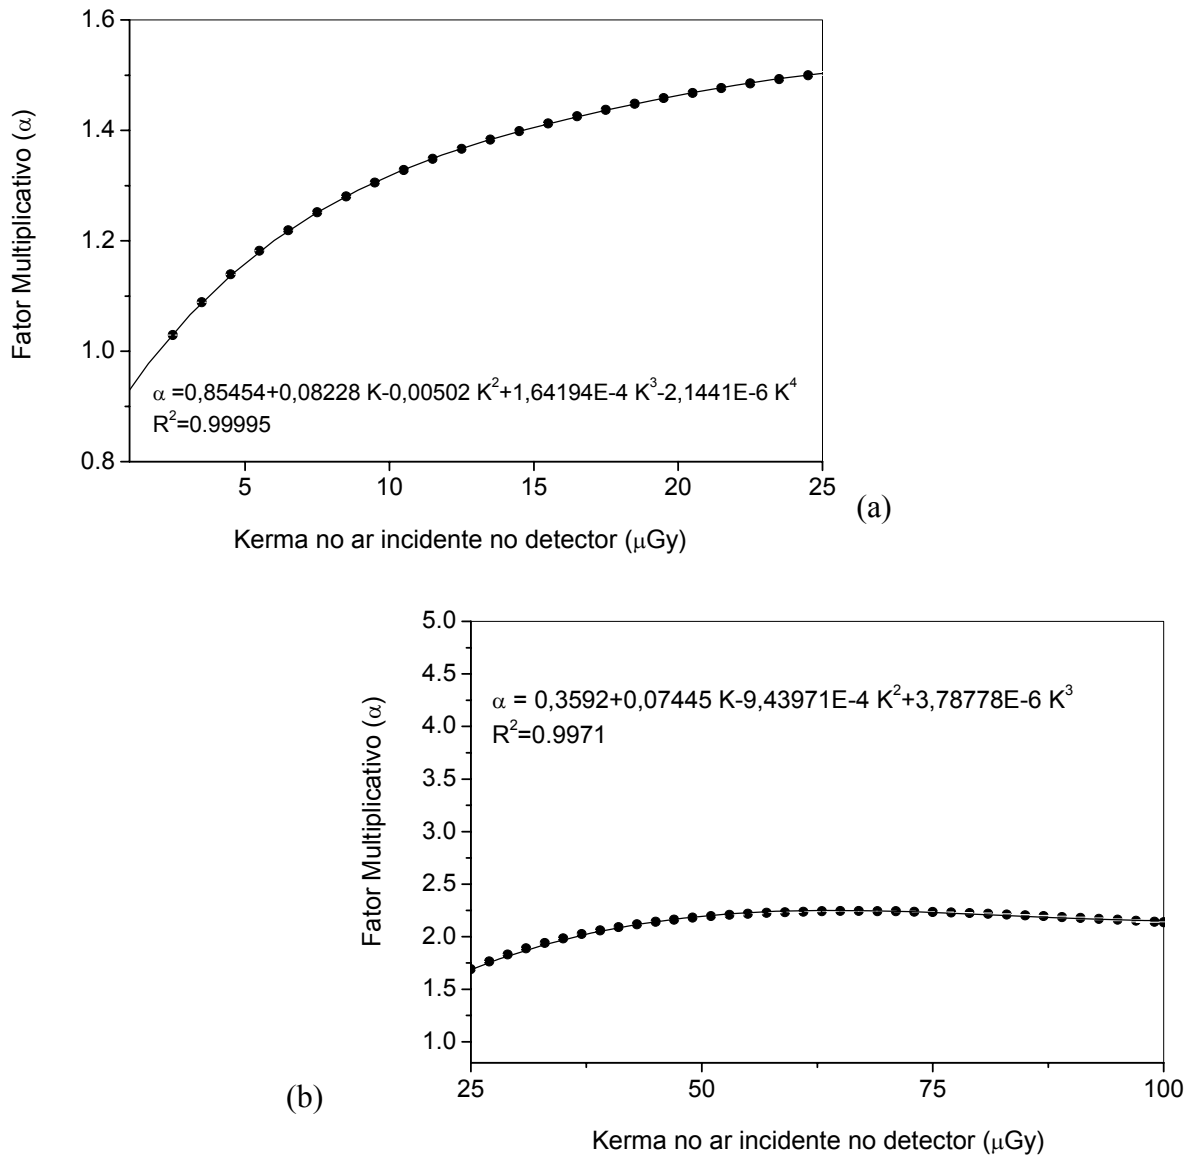 1.6
1.4
1.2
1.0
0.8
Fator Multiplicativo (α)
α =0,85454+0,08228 K-0,00502 K²+1,64194E-4 K³-2,1441E-6 K⁴
R²=0.99995
5 10 15 20 25
(a)
Kerma no ar incidente no detector (μGy)
5.0
4.5
4.0
3.5
3.0
2.5
2.0
1.5
1.0
Fator Multiplicativo (α)
α = 0,3592+0,07445 K-9,43971E-4 K²+3,78778E-6 K³
R²=0.9971
25 50 75 100
(b)
Kerma no ar incidente no detector (μGy)